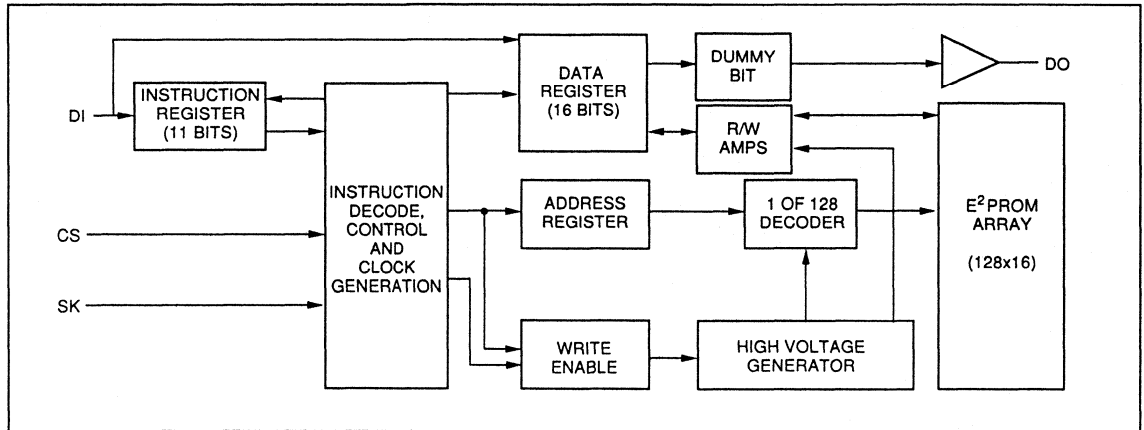 DI
INSTRUCTION
REGISTER
(11 BITS)
CS
SK
INSTRUCTION
DECODE,
CONTROL
AND
CLOCK
GENERATION
DATA
REGISTER
(16 BITS)
DUMMY
BIT
DO
R/W
AMPS
ADDRESS
REGISTER
1 OF 128
DECODER
E²PROM
ARRAY
(128x16)
WRITE
ENABLE
HIGH VOLTAGE
GENERATOR